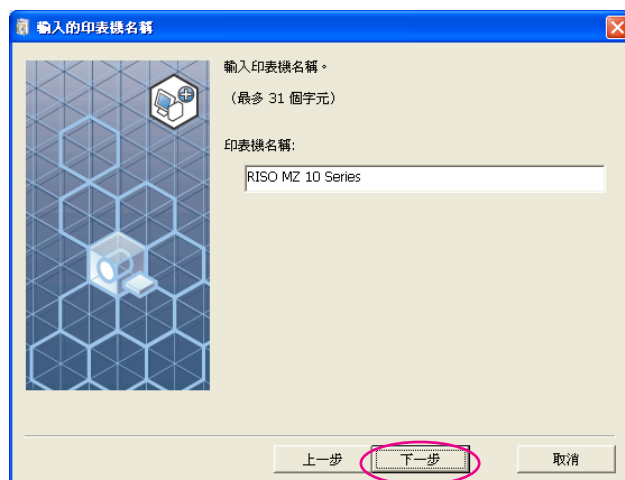 輸入的印表機名稱
輸入印表機名稱。
（最多 31 個字元）
印表機名稱:
RISO MZ 10 Series
上一步
下一步
取消